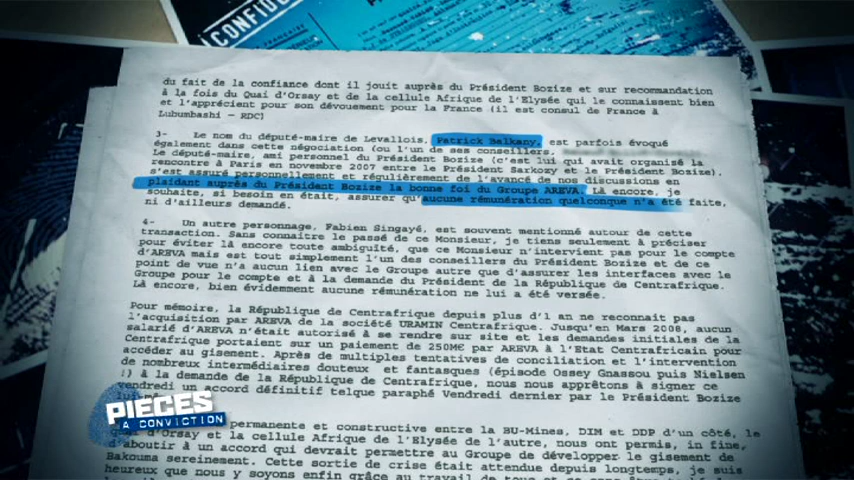 CONFID
du fait de la confiance dont il jouit auprès du Président Bozize et sur recommandation
à la fois du Quai d'Orsay et de la cellule Afrique de l'Elysée qui le connaissent bien
et l'apprécient pour son dévouement pour la France (il est consul de France à
Lubumbashi – RDC)
3- Le nom du député-maire de Levallois, Patrick Balkany, est parfois évoqué
également dans cette négociation (ou l'un de ses conseillers,
Le député-maire, ami personnel du Président Bozize (c'est lui qui avait organisé la
rencontre à Paris en novembre 2007 entre le Président Sarkozy et le Président Bozize).
s'est assuré personnellement et régulièrement de l'avancé de nos discussions en
plaidant auprès du Président Bozize la bonne foi du Groupe AREVA. Là encore, je
souhaite, si besoin en était, assurer qu'aucune rémunération quelconque n'a été faite,
ni d'ailleurs demandé.
4- Un autre personnage, Fabien Singayé, est souvent mentionné autour de cette
transaction. Sans connaitre le passé de ce Monsieur, je tiens seulement à préciser
pour éviter là encore toute ambiguïté, que ce Monsieur n'intervient pas pour le compte
d'AREVA mais est tout simplement l'un des conseillers du Président Bozize et de ce
point de vue n'a aucun lien avec le Groupe autre que d'assurer les interfaces avec le
Groupe pour le compte et à la demande du Président de la République de Centrafrique.
Là encore, bien évidemment aucune rémunération ne lui a été versée.
Pour mémoire, la République de Centrafrique depuis plus d'1 an ne reconnait pas
l'acquisition par AREVA de la société URAMIN Centrafrique. Jusqu'en Mars 2008, aucun
salarié d'AREVA n'était autorisé à se rendre sur site et les demandes initiales de la
Centrafrique portaient sur un paiement de 250M€ par AREVA à l'Etat Centrafricain pour
accéder au gisement. Après de multiples tentatives de conciliation et l'intervention
de nombreux intermédiaires douteux et fantasques (épisode Ossey Gnassou puis Nielsen
!) à la demande de la République de Centrafrique, nous nous apprêtons à signer ce
vendredi un accord définitif telque paraphé Vendredi dernier par le Président Bozize
lui-
permanente et constructive entre la BU-Mines, DIM et DDP d'un côté, le
d'Orsay et la cellule Afrique de l'Elysée de l'autre, nous ont permis, in fine,
d'aboutir à un accord qui devrait permettre au Groupe de développer le gisement de
Bakouma sereinement. Cette sortie de crise était attendue depuis longtemps, je suis
heureux que nous y soyons enfin grâce au travail de tous et
PIECES
A CONVICTION